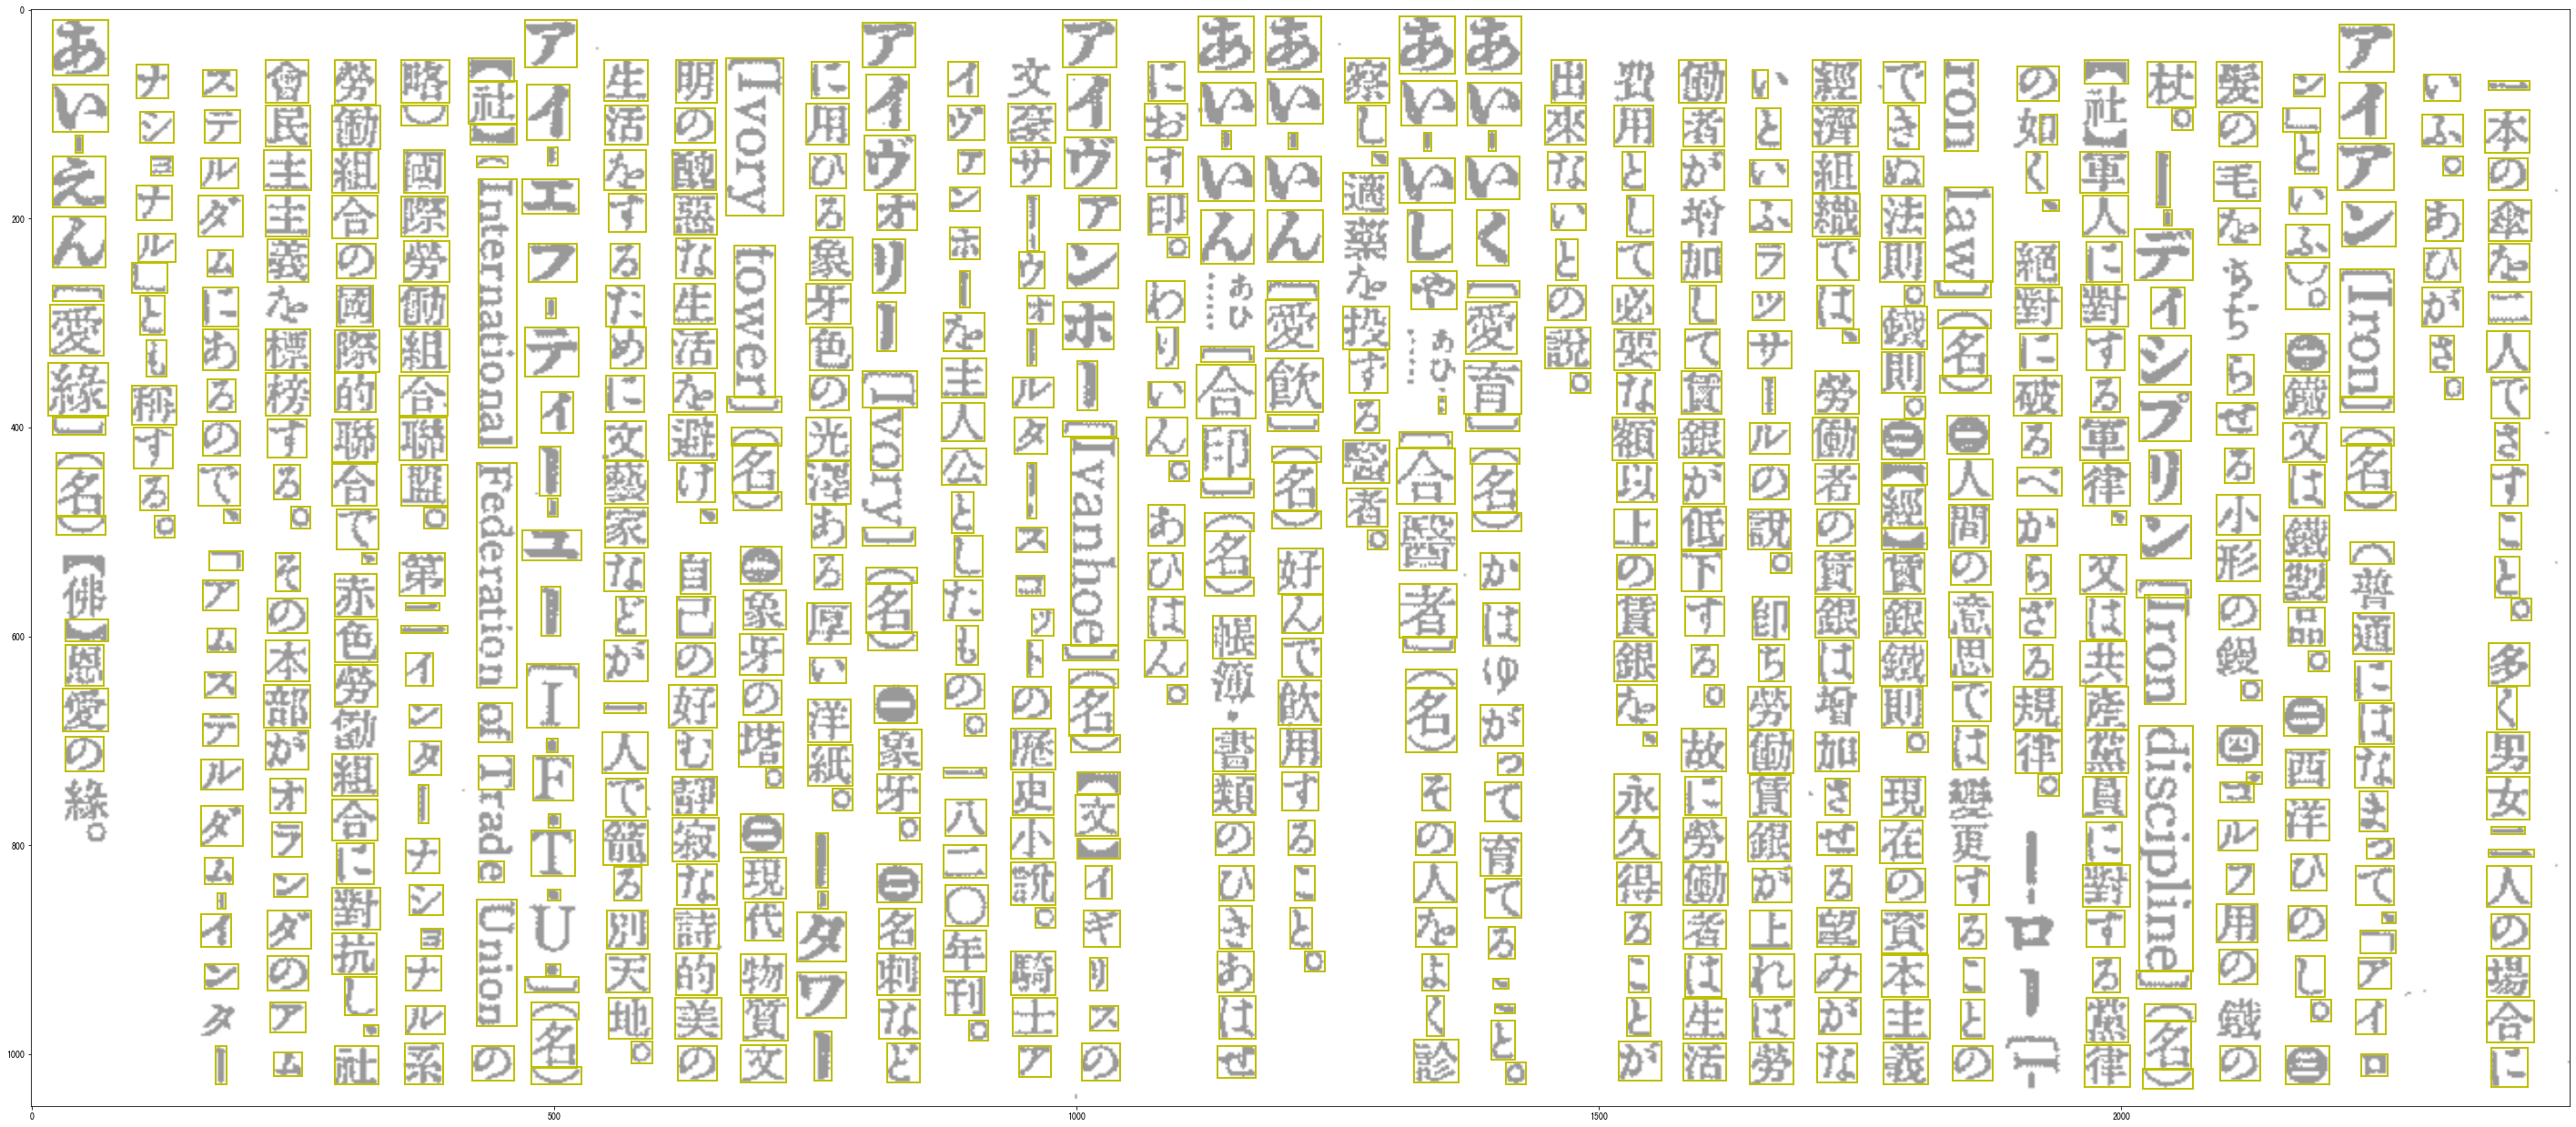 一本の傘を二人でさすこと。多く男女二人の場合に
いふ。あひがさ。
アイアン[Iron](名)(普通にはなまつて「アイロ
ン」といふ)。㊀鐵又は鐵製品。㊁西洋ひのし。㊂
髮の毛をちぢらせる小形の鏝。㊃ゴルフ用の鐵の
杖。―・ディシプリン[Iron discipline](名)
【社】軍人に對する軍律、又は共産黨員に對する黨律
の如く、絕對に破るべからざる規律。―・ロー[I-
ron law](名)㊀人間の意思では變更することの
できぬ法則。鐵則。㊁【經】賃銀鐵則。現在の資本主義
經濟組織では、勞働者の賃銀は增加させる望みがな
い、といふラッサールの說。卽ち勞働賃銀が上れば勞
働者が增加して賃銀が低下する。故に勞働者は生活
費用として必要な額以上の賃銀を、永久得ることが
出來ないとの說。
あい‐いく[愛育](名)かはゆがつて育てること。
あい‐いしや(あひ……)[合醫者](名)その人をよく診
察し、適藥を投ずる醫者。
あい‐いん[愛飮](名)好んで飮用すること。
あい‐いん(あひ……)[合印](名)帳簿・書類のひきあはせ
におす印。わりいん。あひはん。
アイヴァンホー[Ivanhoe](名)【文】イギリスの
文豪サー・ウォールター・スコットの歷史小說。騎士ア
イヴァンホーを主人公としたもの。一八二〇年刊。
アイヴォリー[Ivory](名)㊀象牙。㊁名刺など
に用ひる象牙色の光澤ある厚い洋紙。―・タワー
[Ivory tower](名)㊀象牙の塔。㊁現代物質文
明の醜惡な生活を避け、自己の好む靜寂な詩的美の
生活をするために文藝家などが一人で籠る別天地。
アイ・エフ・ティー・ユー[I.F.T.U.](名)
【社】(International Federation of Trade Union の
略)國際勞働組合聯盟。第二インターナショナル系
勞働組合の國際的聯合で、赤色勞働組合に對抗し、社
會民主主義を標榜する。その本部がオランダのアム
ステルダムにあるので、「アムステルダム・インター
ナショナル」とも稱する。
あい‐えん[愛緣](名)【佛】恩愛の緣。
0
500
1000
1500
2000
0
200
400
600
800
1000